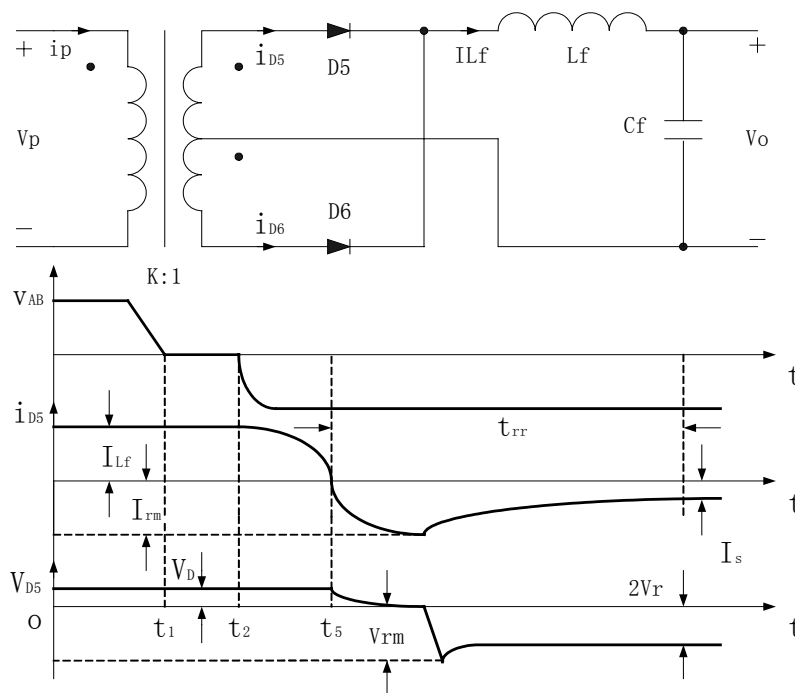 + ip iD5 D5 ILf Lf +
Vp Cf Vo
− iD6 D6 −
K:1
VAB
t
iD5 trr
ILf
t
Irm
Is
VD5 VD 2Vr
O t1 t2 t5 Vrm t